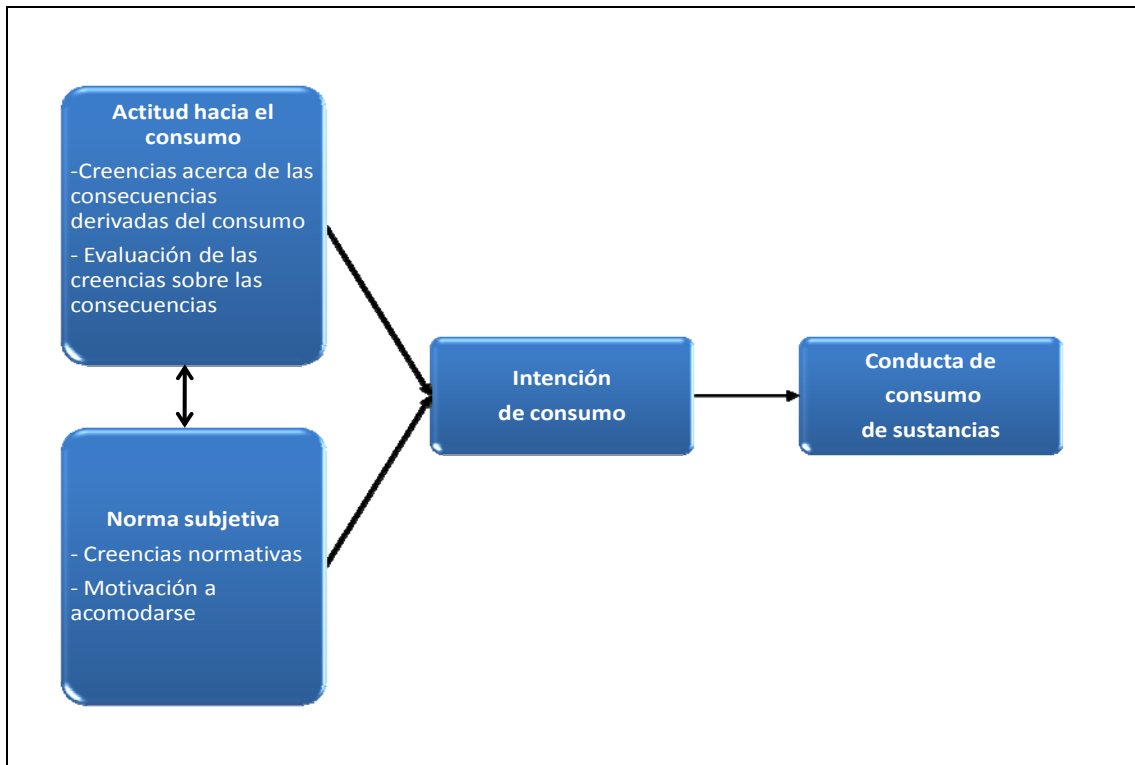 Actitud hacia el
consumo
-Creencias acerca de las
consecuencias
derivadas del consumo
- Evaluación de las
creencias sobre las
consecuencias
Norma subjetiva
- Creencias normativas
- Motivación a
acomodarse
Intención
de consumo
Conducta de
consumo
de sustancias